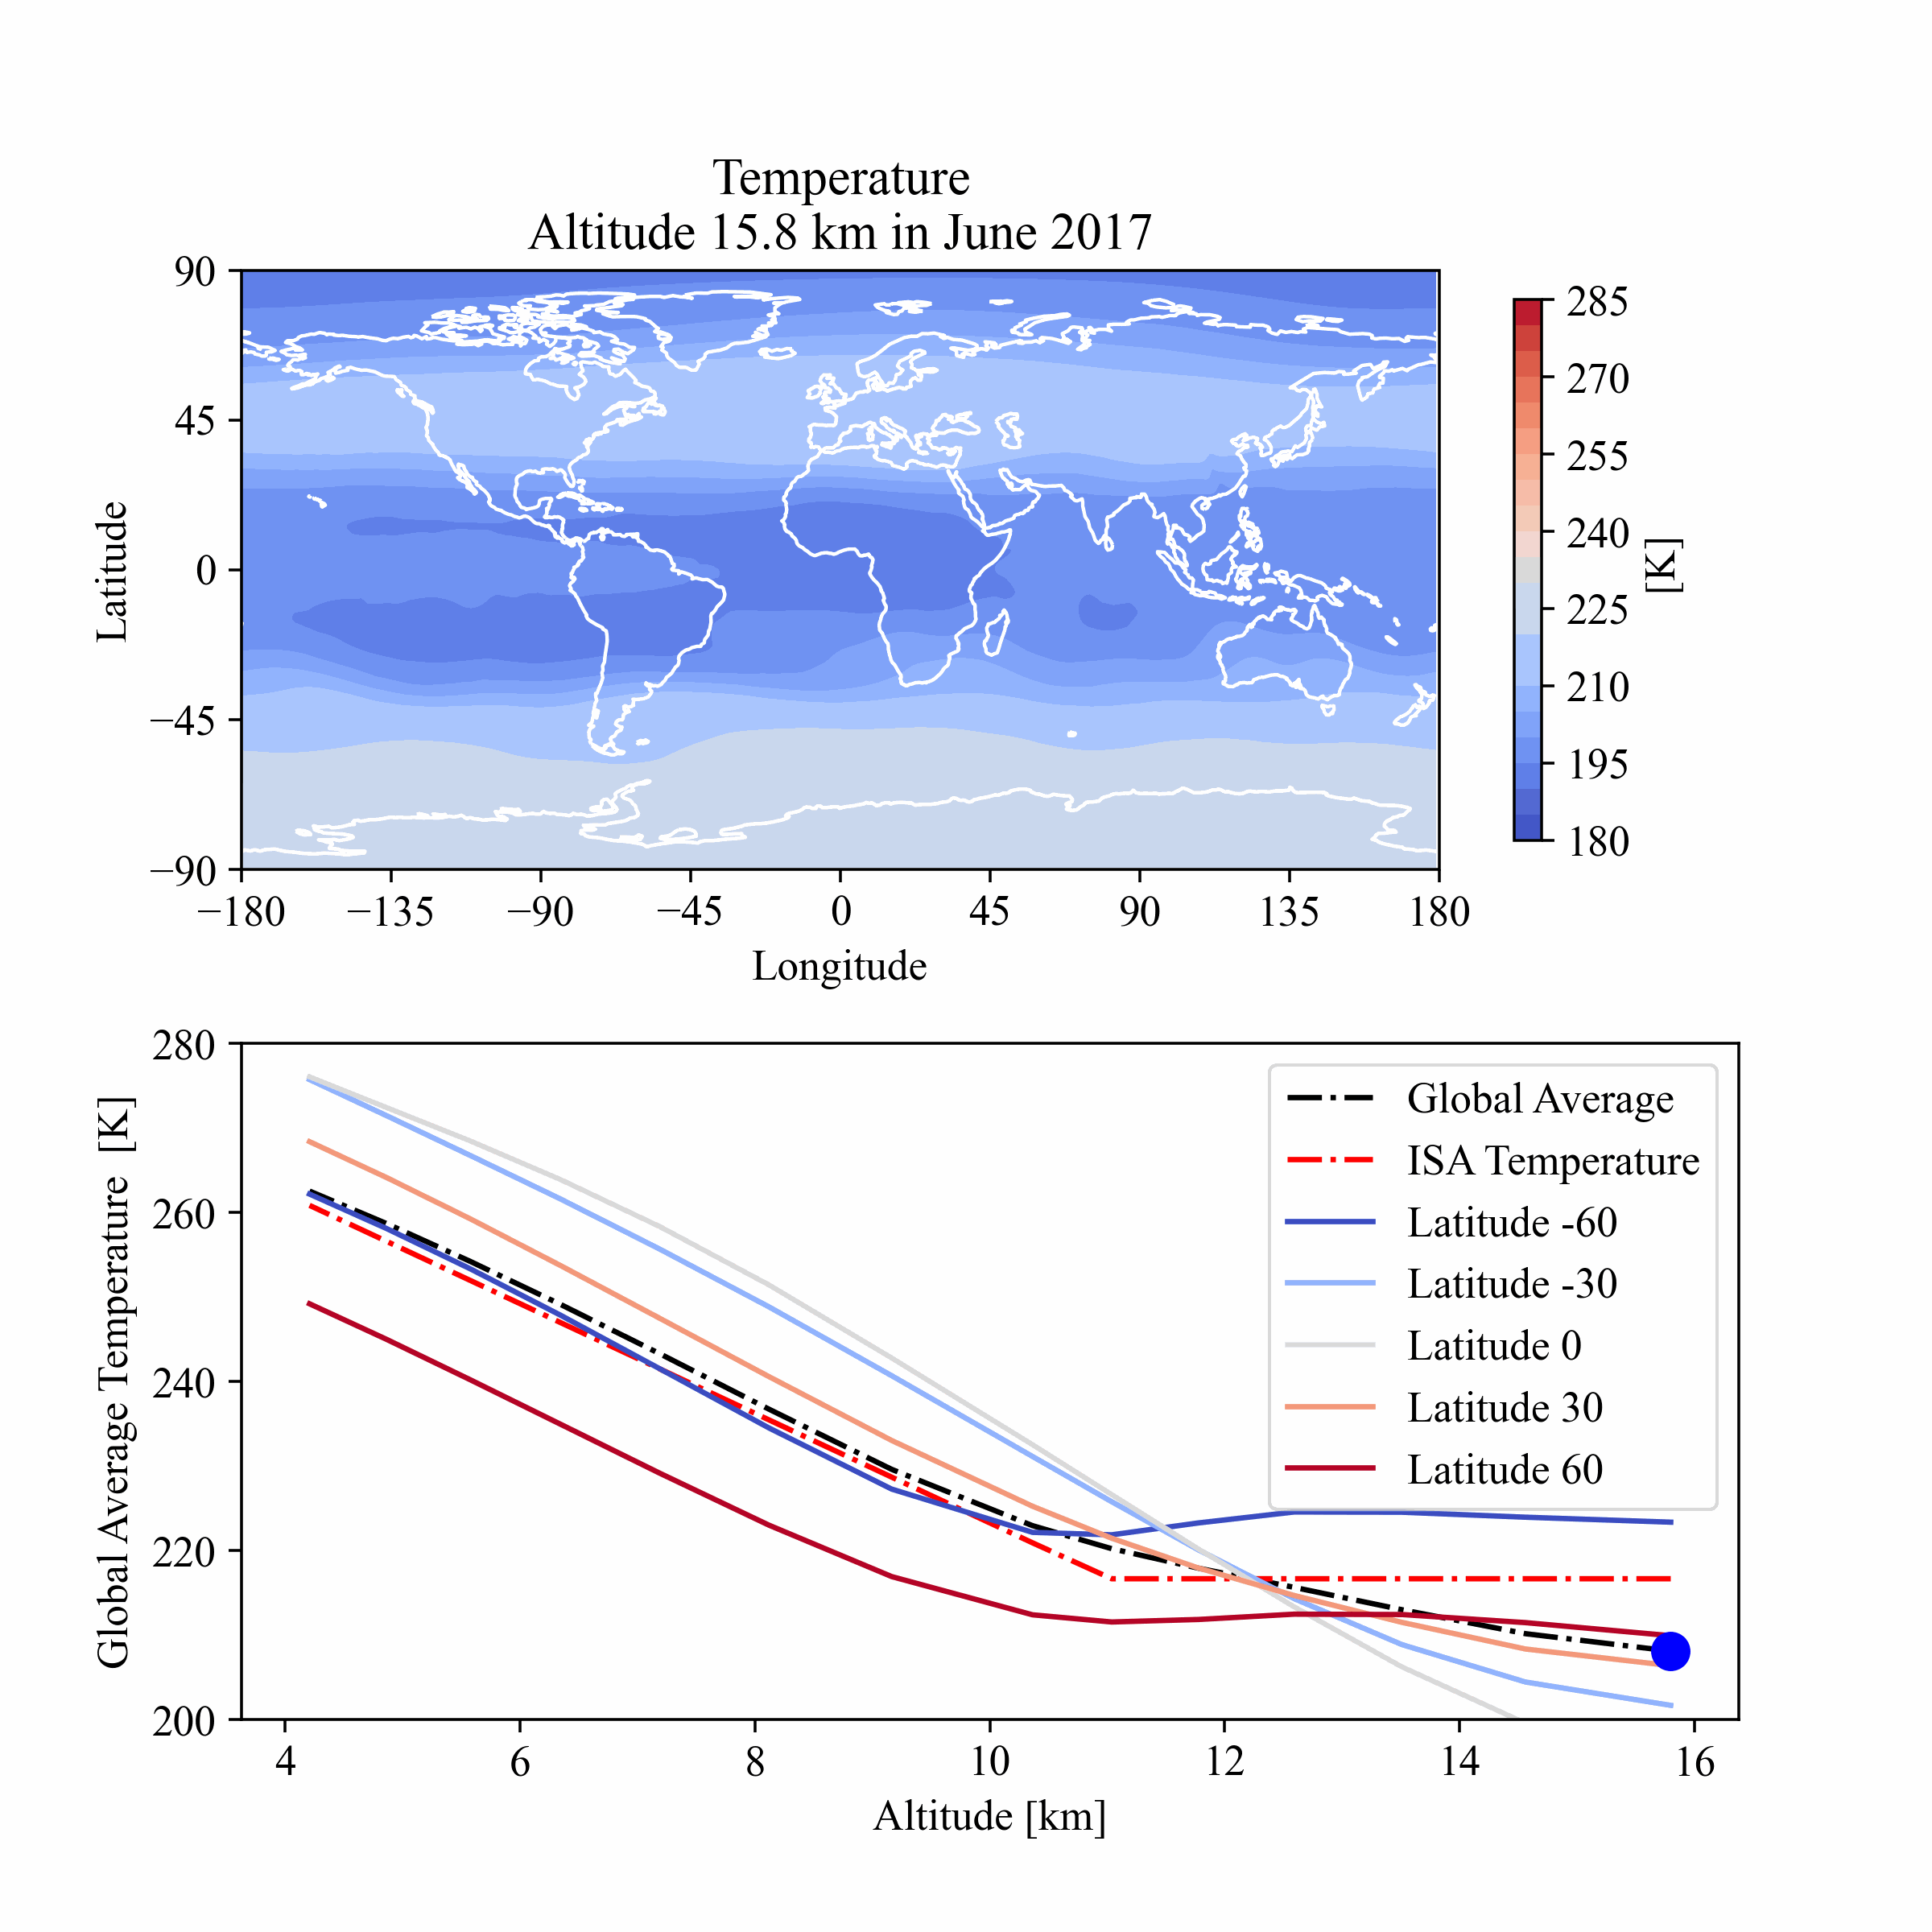 Temperature
Altitude 15.8 km in June 2017
90
45
0
−45
−90
Latitude
−180 −135 −90 −45 0 45 90 135 180
Longitude
285
270
255
240
225
210
195
180
[K]
280
260
240
220
200
Global Average Temperature [K]
Global Average
ISA Temperature
Latitude -60
Latitude -30
Latitude 0
Latitude 30
Latitude 60
4 6 8 10 12 14 16
Altitude [km]